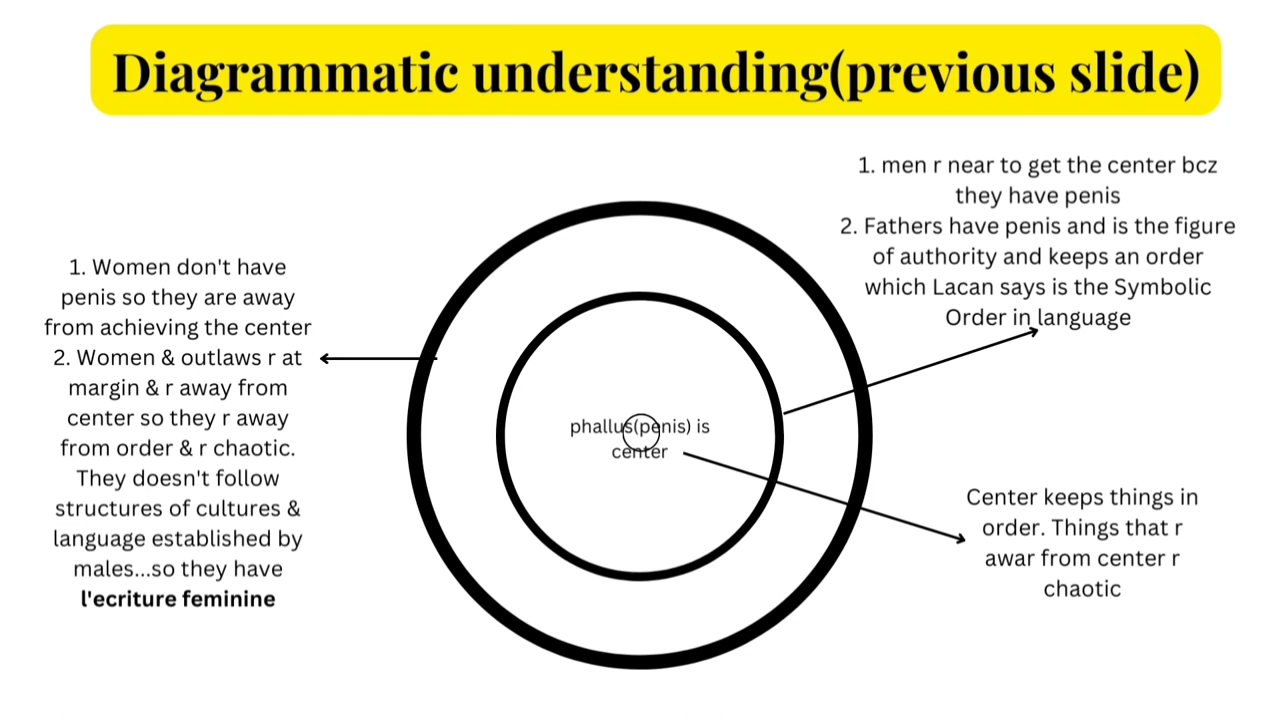 Diagrammatic understanding(previous slide)
1. men r near to get the center bcz
they have penis
2. Fathers have penis and is the figure
of authority and keeps an order
which Lacan says is the Symbolic
Order in language
1. Women don't have
penis so they are away
from achieving the center
2. Women & outlaws r at
margin & r away from
center so they r away
from order & r chaotic.
They doesn't follow
structures of cultures &
language established by
males...so they have
l'ecriture feminine
phallus(penis) is
center
Center keeps things in
order. Things that r
awar from center r
chaotic